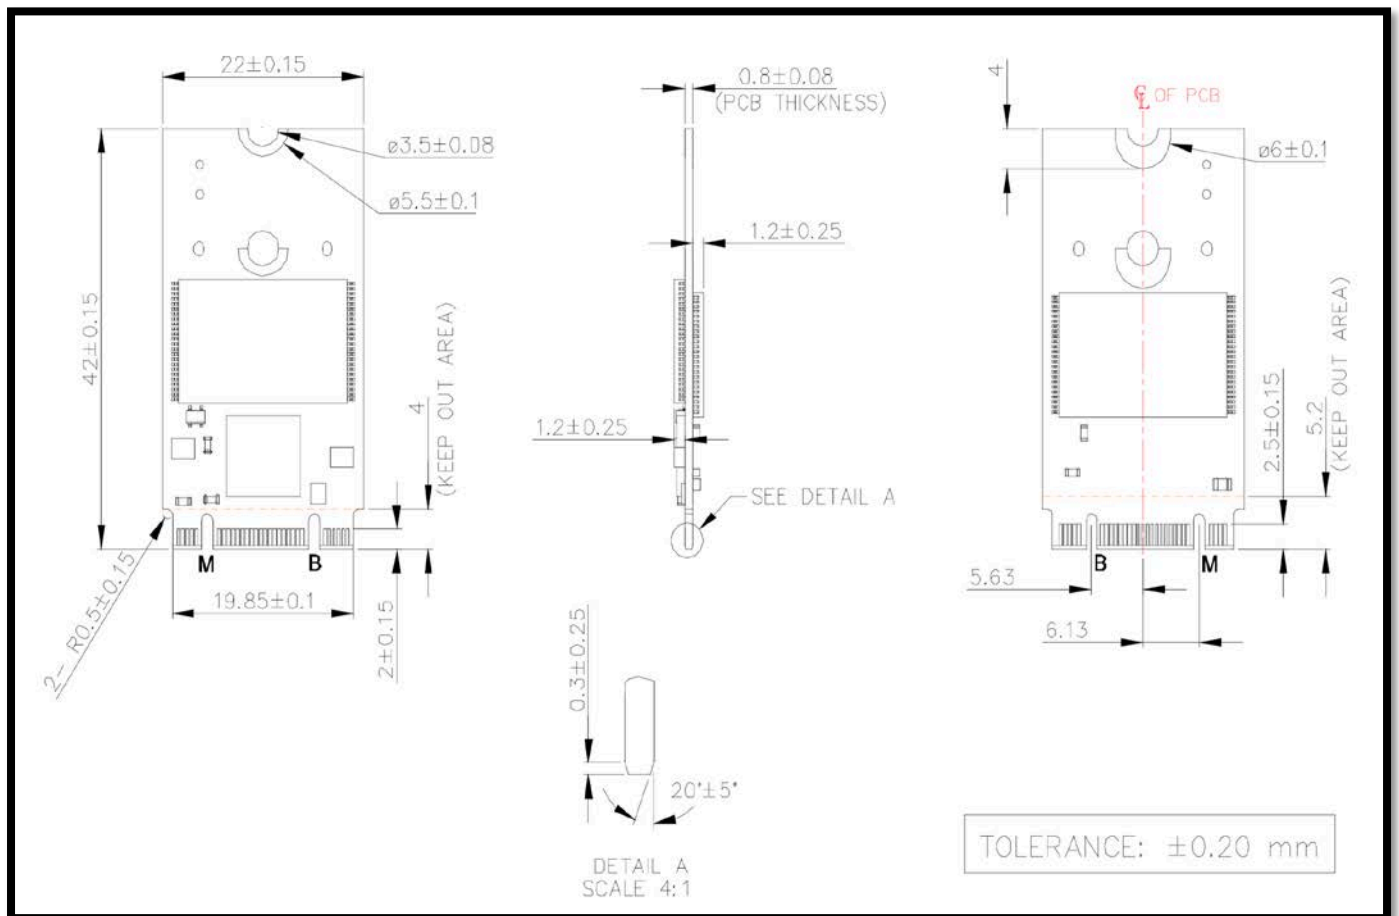 22±0.15
ø3.5±0.08
ø5.5±0.1
42±0.15
4
(KEEP OUT AREA)
M
B
2- R0.5±0.15
19.85±0.1
2±0.15
0.8±0.08
(PCB THICKNESS)
1.2±0.25
1.2±0.25
SEE DETAIL A
0.3±0.25
20°±5°
DETAIL A
SCALE 4:1
4
℄ OF PCB
ø6±0.1
2.5±0.15
5.2
(KEEP OUT AREA)
B
M
5.63
6.13
TOLERANCE: ±0.20 mm